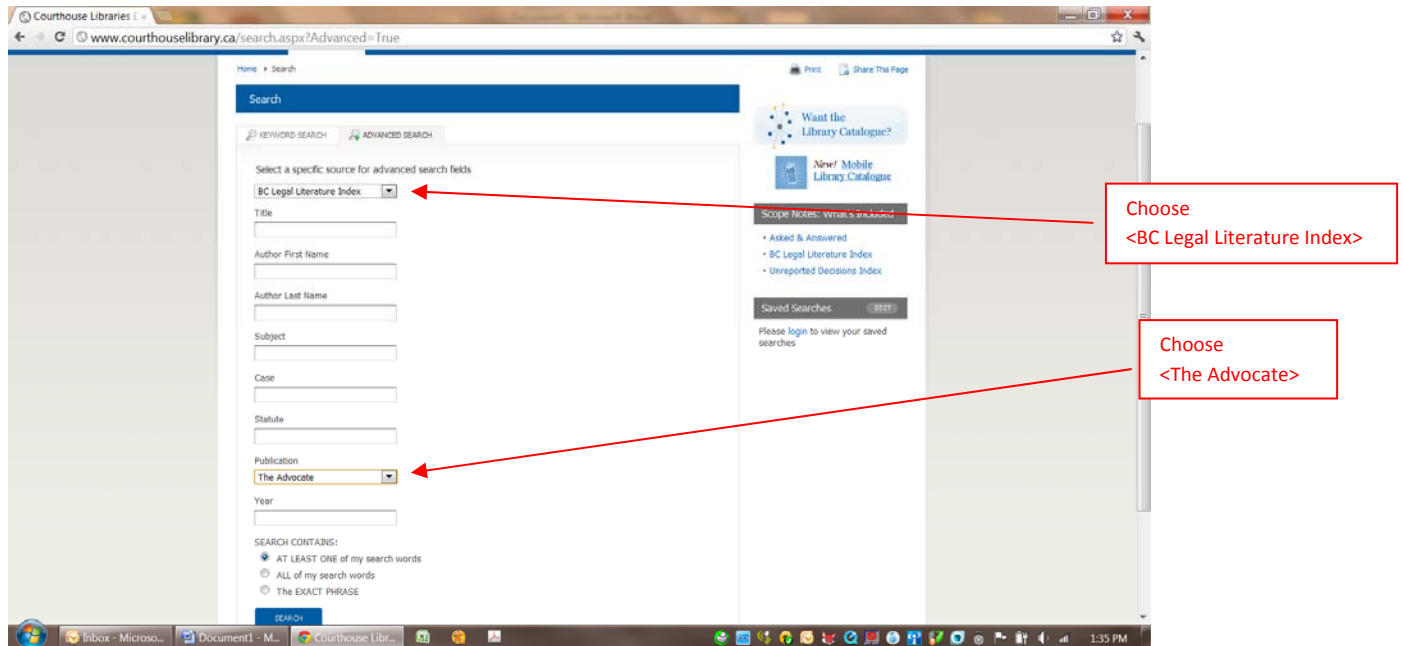 Courthouse Libraries E
www.courthouselibrary.ca/search.aspx?Advanced=True
Home Search
Print Share This Page
Search
KEYWORD SEARCH ADVANCED SEARCH
Select a specific source for advanced search fields
BC Legal Literature Index
Title
Author First Name
Author Last Name
Subject
Case
Statute
Publication
The Advocate
Year
SEARCH CONTAINS:
AT LEAST ONE of my search words
ALL of my search words
The EXACT PHRASE
SEARCH
Want the
Library Catalogue?
New! Mobile
Library Catalogue
Scope Notes: What's Included
• Asked & Answered
• BC Legal Literature Index
• Unreported Decisions Index
Saved Searches EDIT
Please login to view your saved
searches
Choose
<BC Legal Literature Index>
Choose
<The Advocate>
Inbox - Microso... Document1 - M... Courthouse Libr... 1:35 PM